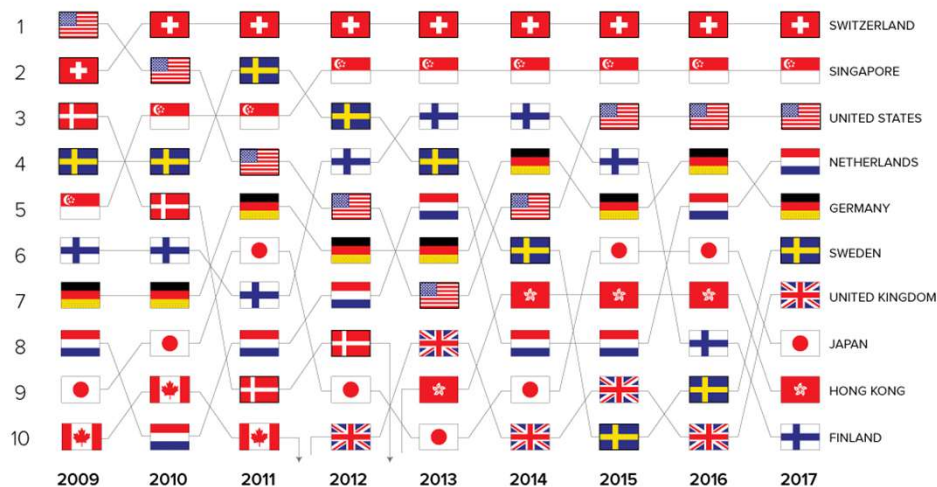 1 SWITZERLAND
2 SINGAPORE
3 UNITED STATES
4 NETHERLANDS
5 GERMANY
6 SWEDEN
7 UNITED KINGDOM
8 JAPAN
9 HONG KONG
10 FINLAND
2009 2010 2011 2012 2013 2014 2015 2016 2017